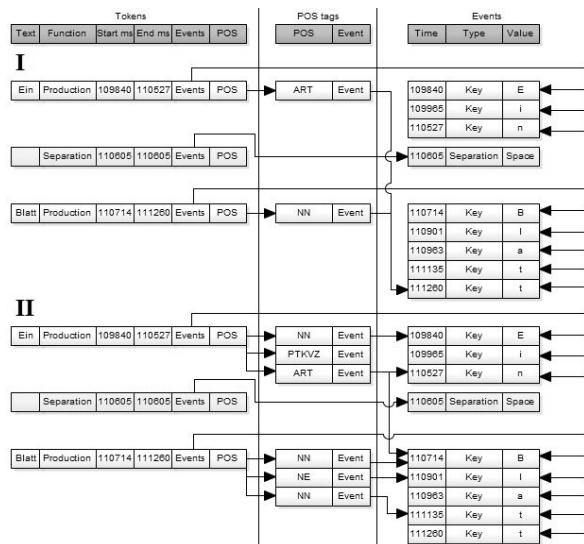 Tokens POS tags Events
Text Function Start ms End ms Events POS POS Event Time Type Value
I
Ein Production 109840 110527 Events POS ART Event 109840 Key E
109965 Key i
110527 Key n
Separation 110605 110605 Events POS 110605 Separation Space
Blatt Production 110714 111260 Events POS NN Event 110714 Key B
110901 Key l
110963 Key a
111135 Key t
111260 Key t
II
Ein Production 109840 110527 Events POS NN Event 109840 Key E
PTKVZ Event 109965 Key i
ART Event 110527 Key n
Separation 110605 110605 Events POS 110605 Separation Space
Blatt Production 110714 111260 Events POS NN Event 110714 Key B
NE Event 110901 Key l
NN Event 110963 Key a
111135 Key t
111260 Key t